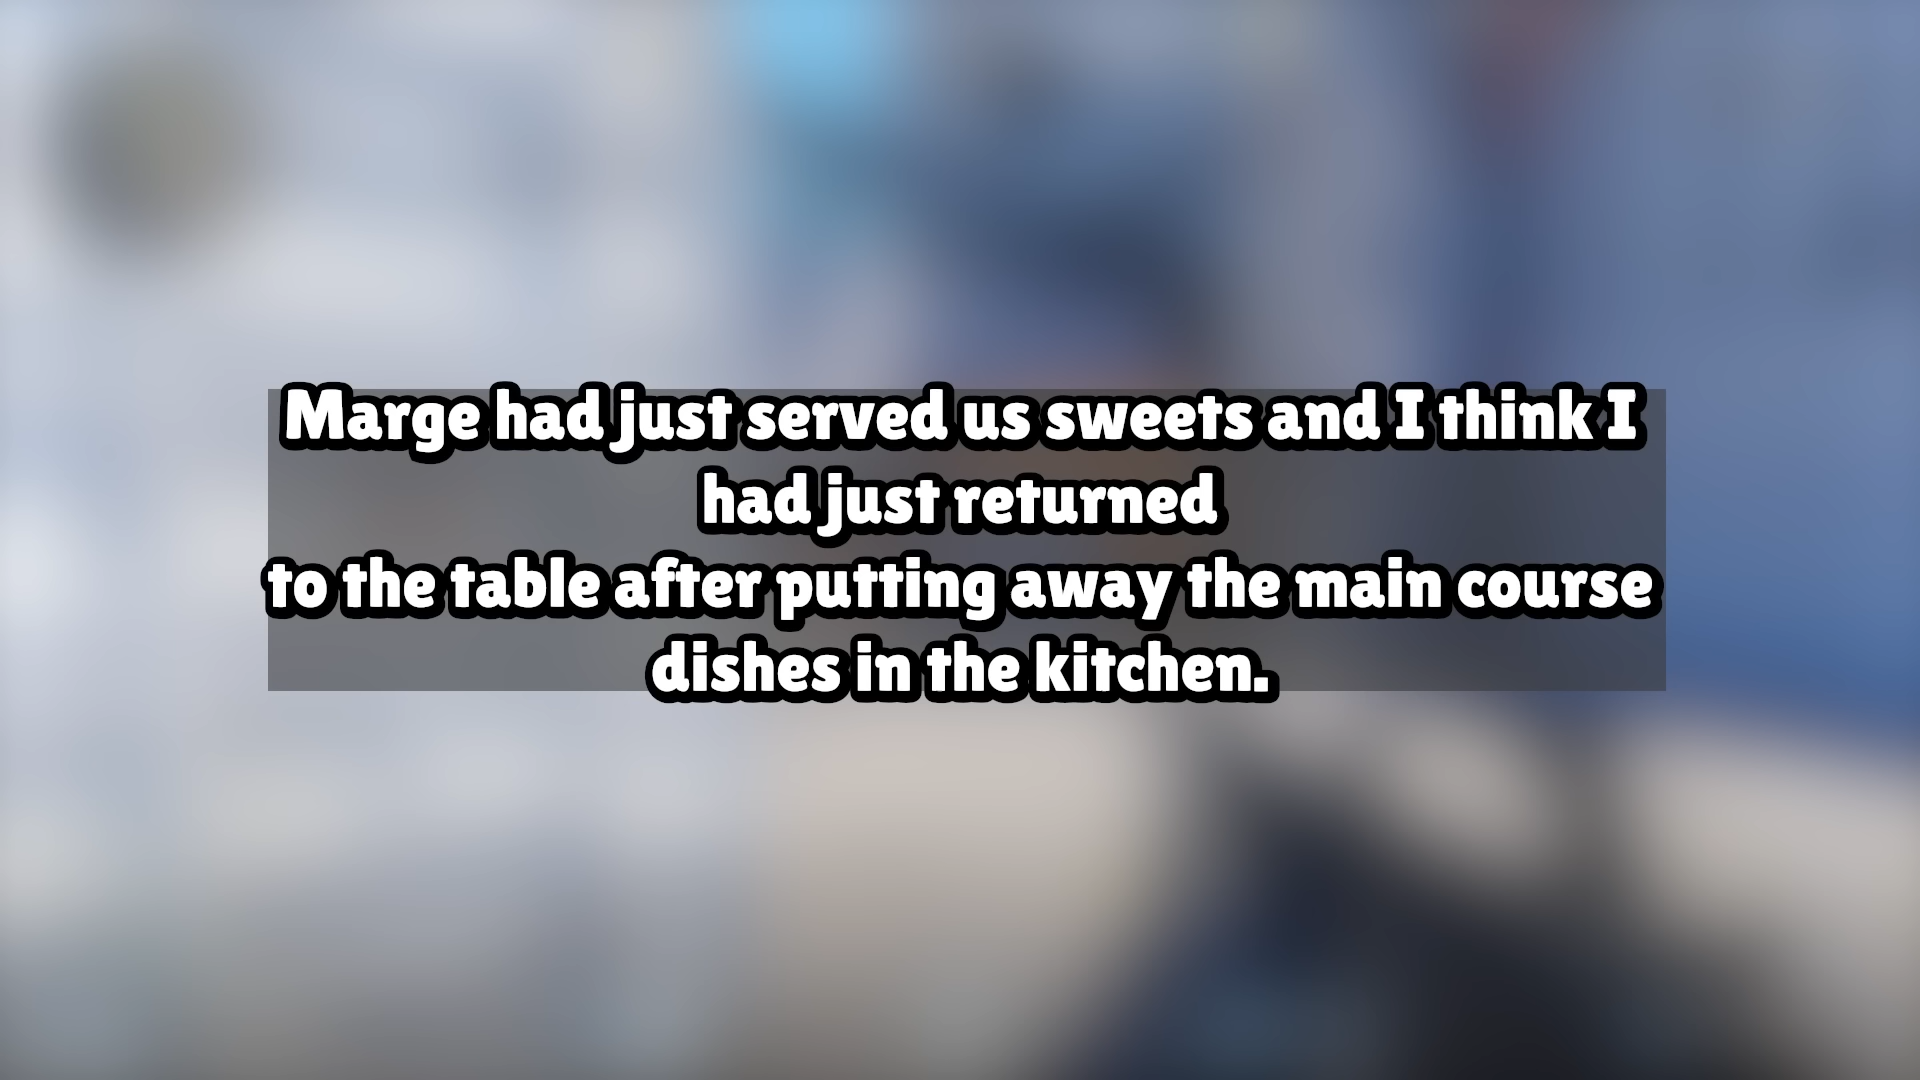 Marge had just served us sweets and I think I
had just returned
to the table after putting away the main course
dishes in the kitchen.